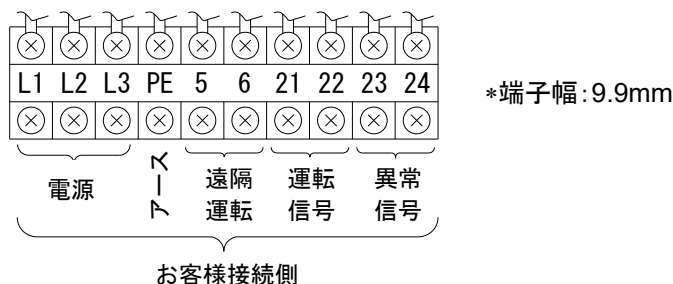 L1 L2 L3 PE 5 6 21 22 23 24
*端子幅:9.9mm
電源
アース
遠隔
運転
運転
信号
異常
信号
お客様接続側